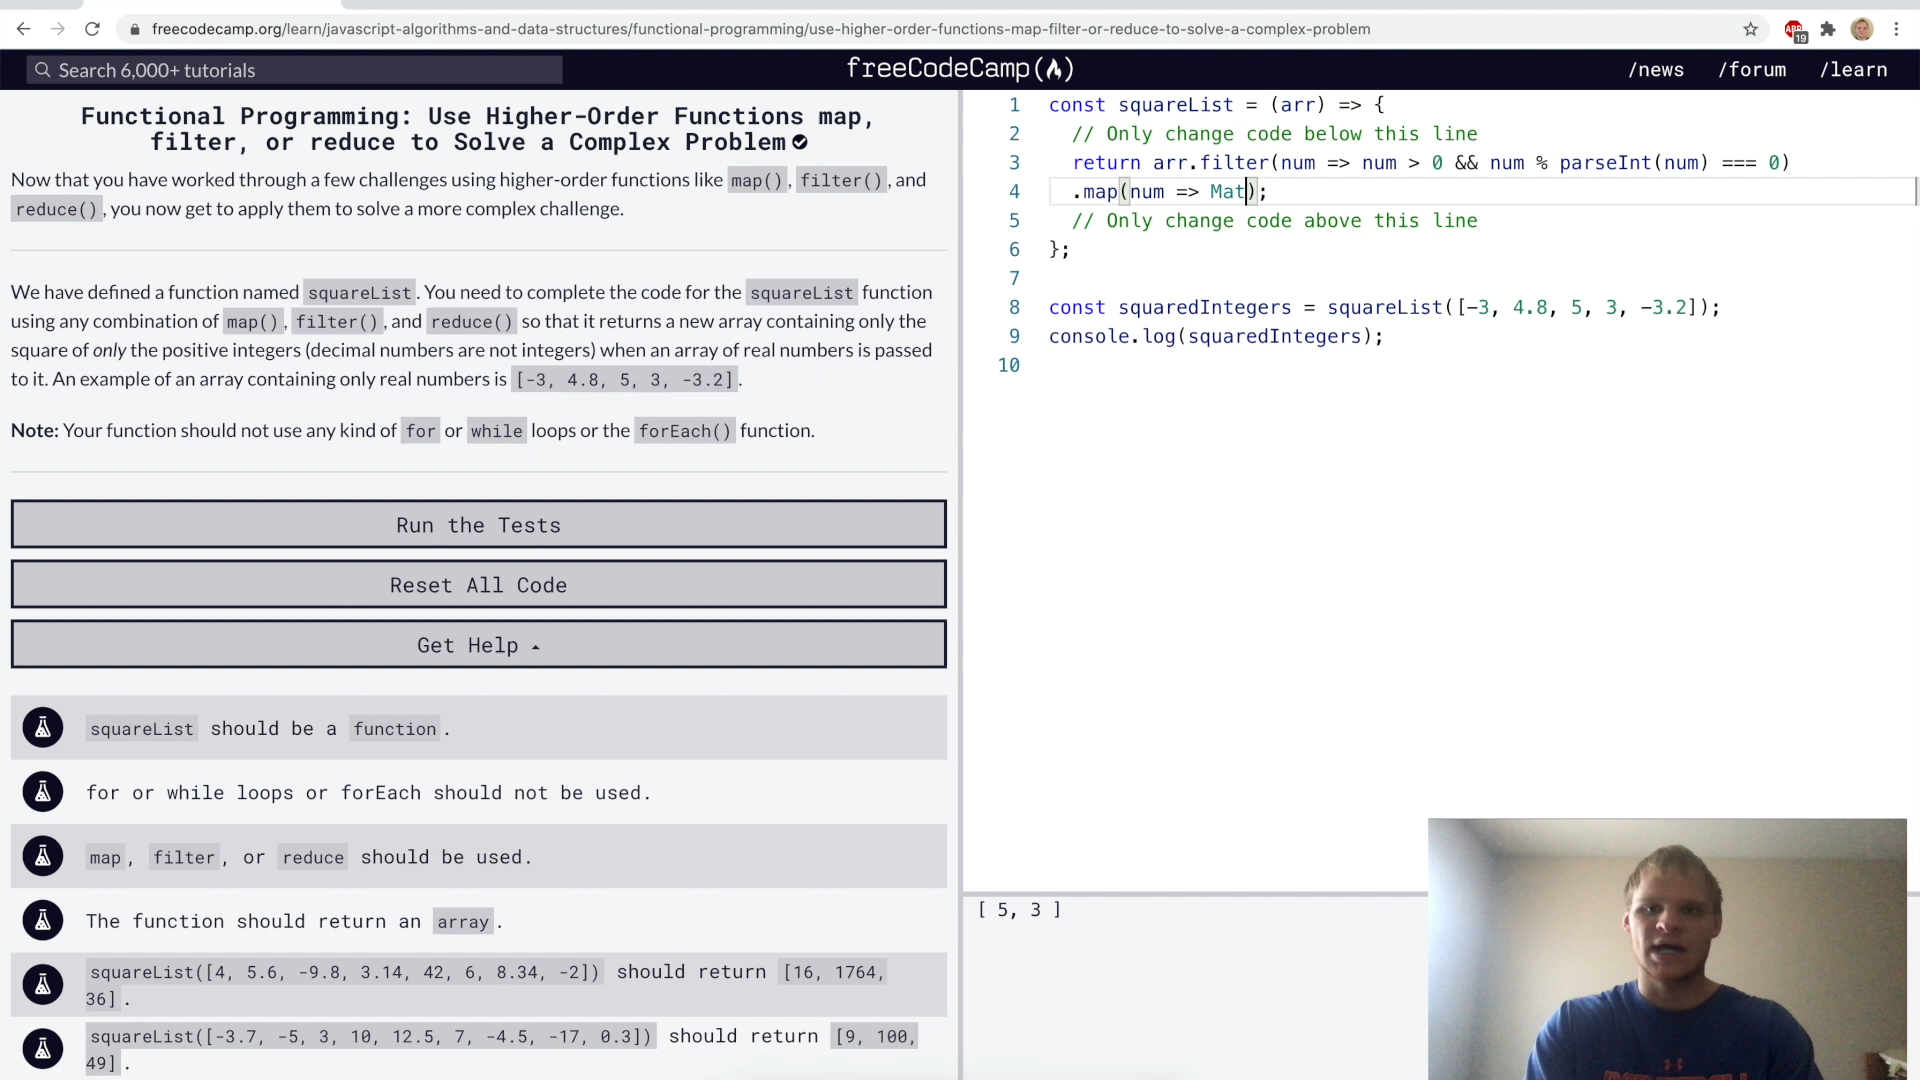 freecodecamp.org/learn/javascript-algorithms-and-data-structures/functional-programming/use-higher-order-functions-map-filter-or-reduce-to-solve-a-complex-problem
19
Search 6,000+ tutorials
freeCodeCamp
/news /forum /learn
Functional Programming: Use Higher-Order Functions map,
filter, or reduce to Solve a Complex Problem
Now that you have worked through a few challenges using higher-order functions like map(), filter(), and
reduce(), you now get to apply them to solve a more complex challenge.
We have defined a function named squareList. You need to complete the code for the squareList function
using any combination of map(), filter(), and reduce() so that it returns a new array containing only the
square of only the positive integers (decimal numbers are not integers) when an array of real numbers is passed
to it. An example of an array containing only real numbers is [-3, 4.8, 5, 3, -3.2].
Note: Your function should not use any kind of for or while loops or the forEach() function.
Run the Tests
Reset All Code
Get Help
squareList should be a function.
for or while loops or forEach should not be used.
map, filter, or reduce should be used.
The function should return an array.
squareList([4, 5.6, -9.8, 3.14, 42, 6, 8.34, -2]) should return [16, 1764,
36].
squareList([-3.7, -5, 3, 10, 12.5, 7, -4.5, -17, 0.3]) should return [9, 100,
49].
1 const squareList = (arr) => {
2 // Only change code below this line
3 return arr.filter(num => num > 0 && num % parseInt(num) === 0)
4 .map(num => Mat);
5 // Only change code above this line
6 };
7
8 const squaredIntegers = squareList([-3, 4.8, 5, 3, -3.2]);
9 console.log(squaredIntegers);
10
[ 5, 3 ]